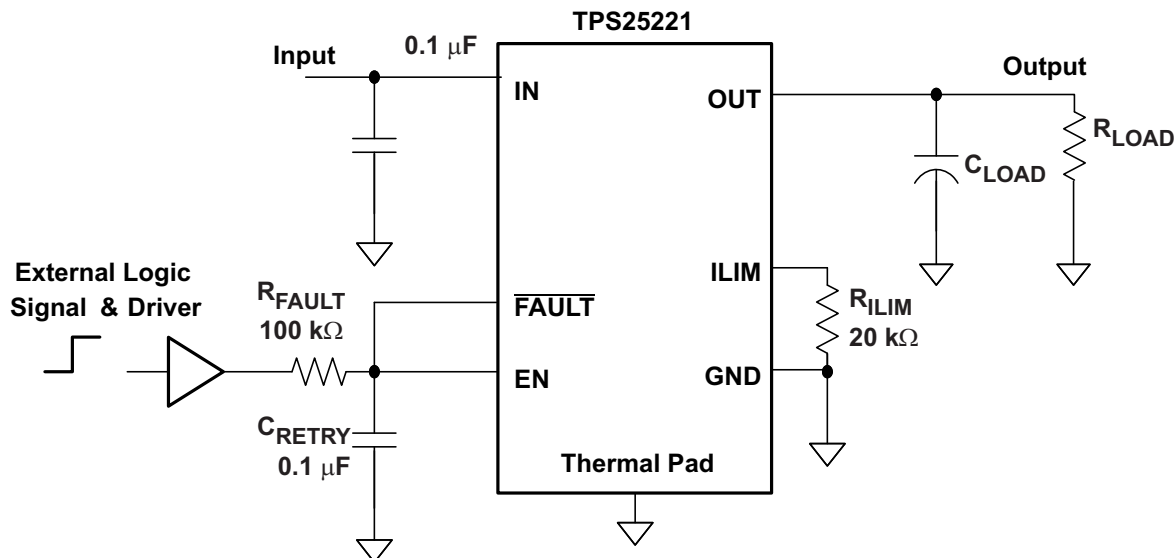 TPS25221
Input
0.1 μF
IN
OUT
Output
R_LOAD
C_LOAD
External Logic
Signal & Driver
R_FAULT
100 kΩ
FAULT
EN
ILIM
GND
R_ILIM
20 kΩ
C_RETRY
0.1 μF
Thermal Pad